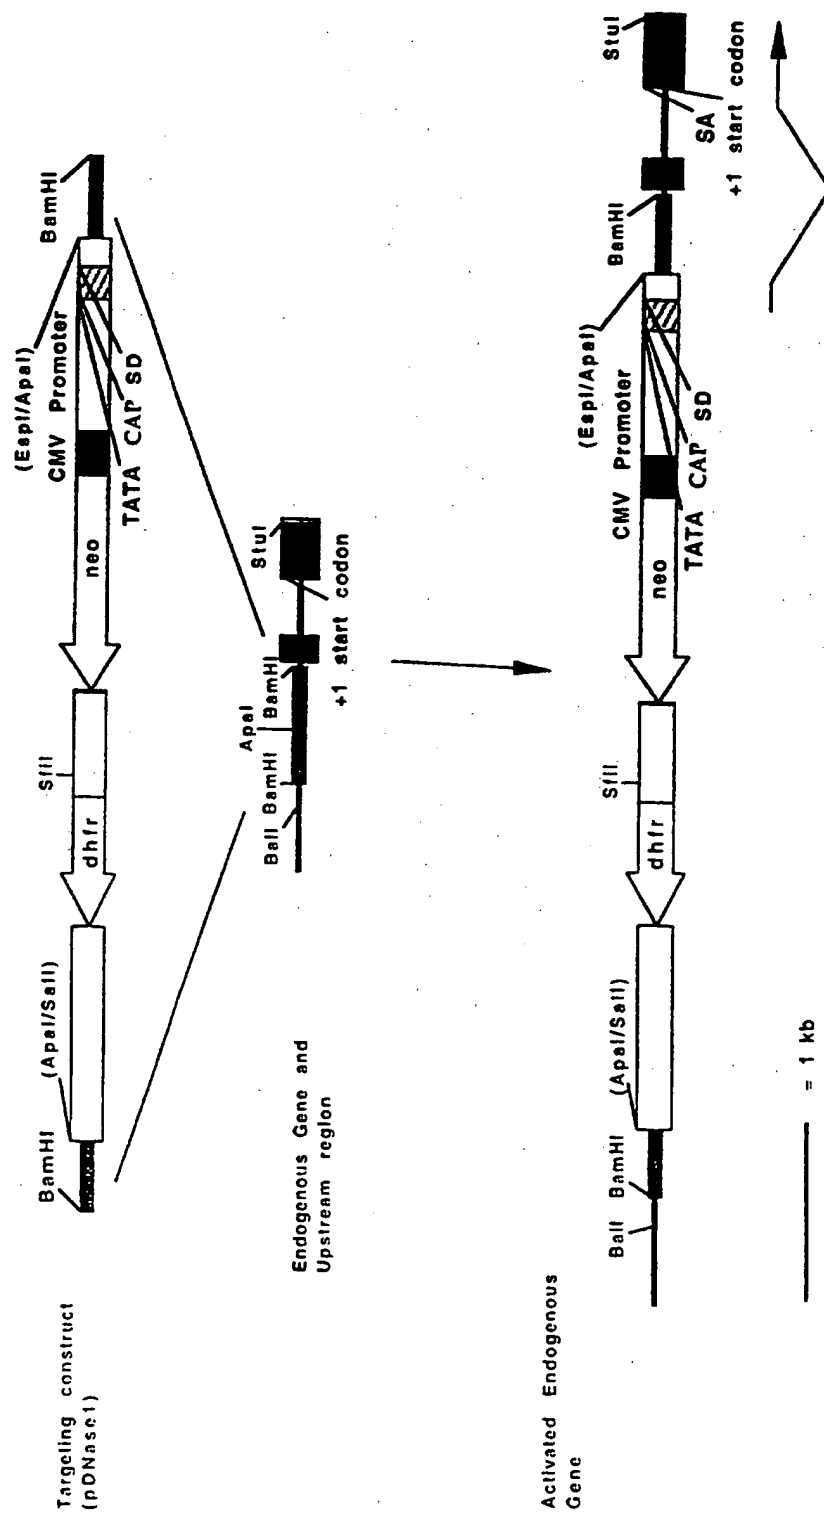 Targeting construct
(pDNase1)
BamHI
(ApaI/SalI)
dhfr
SfiI
neo
(EspI/ApaI)
CMV Promoter
TATA CAP SD
BamHI
Endogenous Gene and
Upstream region
BalI BamHI
ApaI
BamHI
StuI
+1 start codon
Activated Endogenous
Gene
BalI BamHI
(ApaI/SalI)
dhfr
SfiI
neo
(EspI/ApaI)
CMV Promoter
TATA CAP SD
BamHI
StuI
SA
+1 start codon
= 1 kb